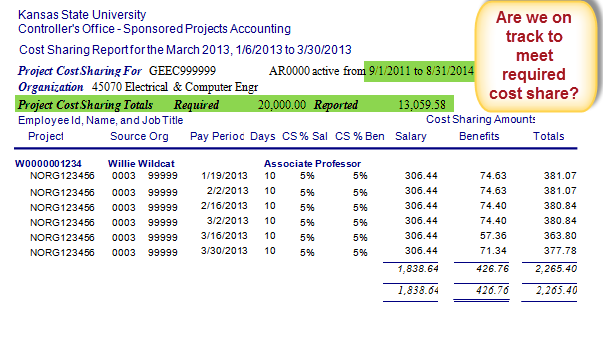 Kansas State University
Controller's Office - Sponsored Projects Accounting
Cost Sharing Report for the March 2013, 1/6/2013 to 3/30/2013
Project Cost Sharing For GEEC999999 AR0000 active from 9/1/2011 to 8/31/2014
Organization 45070 Electrical & Computer Engr
Project Cost Sharing Totals Required 20,000.00 Reported 13,059.58
Employee Id, Name, and Job Title Cost Sharing Amounts
Project Source Org Pay Period Days CS % Sal CS % Ben Salary Benefits Totals
W0000001234 Willie Wildcat Associate Professor
NORG123456 0003 99999 1/19/2013 10 5% 5% 306.44 74.63 381.07
NORG123456 0003 99999 2/2/2013 10 5% 5% 306.44 74.63 381.07
NORG123456 0003 99999 2/16/2013 10 5% 5% 306.44 74.40 380.84
NORG123456 0003 99999 3/2/2013 10 5% 5% 306.44 74.40 380.84
NORG123456 0003 99999 3/16/2013 10 5% 5% 306.44 57.36 363.80
NORG123456 0003 99999 3/30/2013 10 5% 5% 306.44 71.34 377.78
1,838.64 426.76 2,265.40
1,838.64 426.76 2,265.40
Are we on
track to
meet
required
cost share?